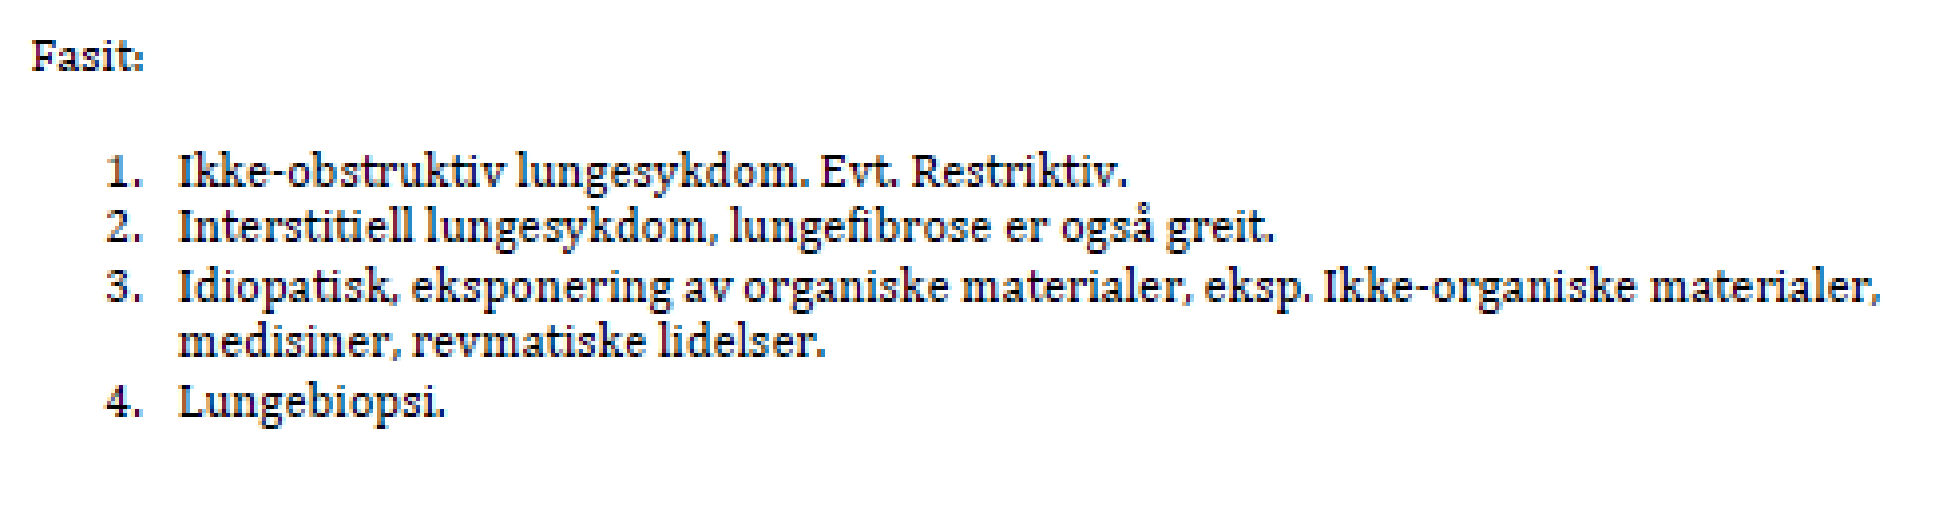 Fasit:
1. Ikke-obstruktiv lungesykdom. Evt. Restriktiv.
2. Interstitiell lungesykdom, lungefibrose er også greit.
3. Idiopatisk, eksponering av organiske materialer, eksp. Ikke-organiske materialer,
medisiner, revmatiske lidelser.
4. Lungebiopsi.